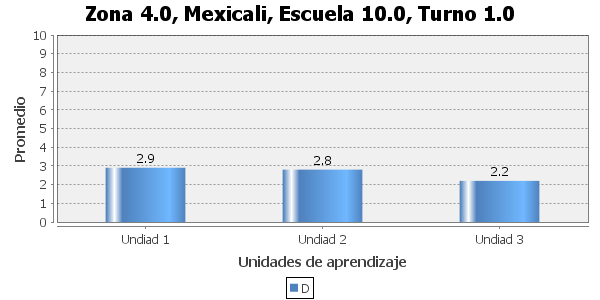 Zona 4.0, Mexicali, Escuela 10.0, Turno 1.0
Promedio
10
9
8
7
6
5
4
3
2
1
0
2.9
2.8
2.2
Undiad 1
Undiad 2
Undiad 3
Unidades de aprendizaje
D